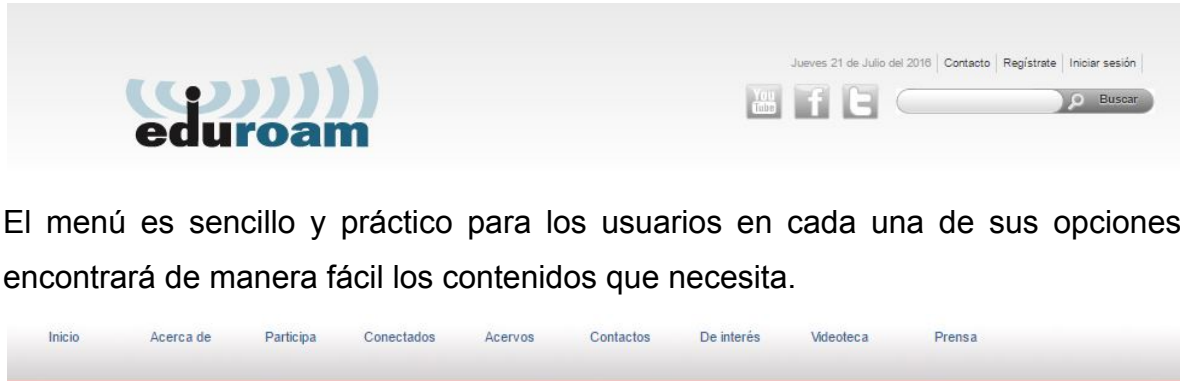 Jueves 21 de Julio del 2016 Contacto Regístrate Iniciar sesión
You Tube f t Buscar
eduroam
El menú es sencillo y práctico para los usuarios en cada una de sus opciones
encontrará de manera fácil los contenidos que necesita.
Inicio Acerca de Participa Conectados Acervos Contactos De interés Videoteca Prensa